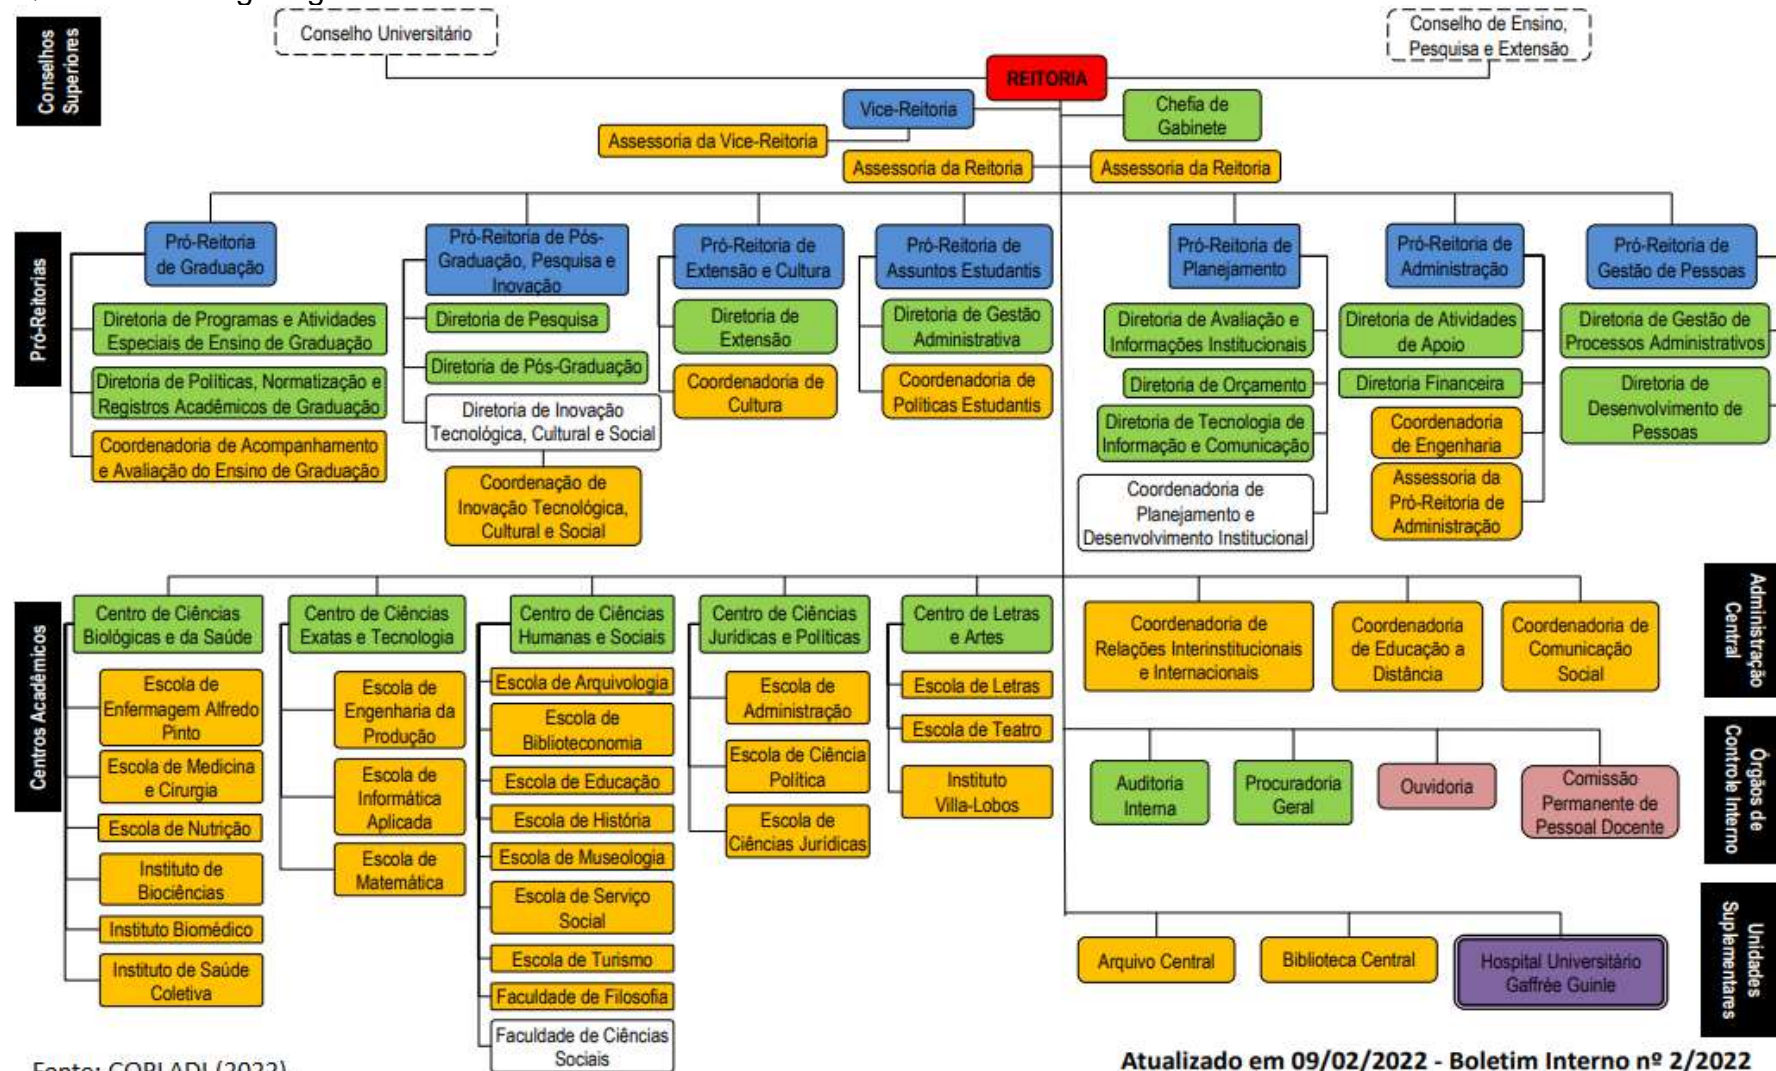 Conselhos
Superiores
Conselho Universitário
Conselho de Ensino,
Pesquisa e Extensão
REITORIA
Vice-Reitoria
Chefia de
Gabinete
Assessoria da Vice-Reitoria
Assessoria da Reitoria
Assessoria da Reitoria
Pró-Reitorias
Pró-Reitoria
de Graduação
Diretoria de Programas e Atividades
Especiais de Ensino de Graduação
Diretoria de Políticas, Normatização e
Registros Acadêmicos de Graduação
Coordenadoria de Acompanhamento
e Avaliação do Ensino de Graduação
Pró-Reitoria de Pós-
Graduação, Pesquisa e
Inovação
Diretoria de Pesquisa
Diretoria de Pós-Graduação
Diretoria de Inovação
Tecnológica, Cultural e Social
Coordenação de
Inovação Tecnológica,
Cultural e Social
Pró-Reitoria de
Extensão e Cultura
Diretoria de
Extensão
Coordenadoria de
Cultura
Pró-Reitoria de
Assuntos Estudantis
Diretoria de Gestão
Administrativa
Coordenadoria de
Políticas Estudantis
Pró-Reitoria de
Planejamento
Diretoria de Avaliação e
Informações Institucionais
Diretoria de Orçamento
Diretoria de Tecnologia de
Informação e Comunicação
Coordenadoria de
Planejamento e
Desenvolvimento Institucional
Pró-Reitoria de
Administração
Diretoria de Atividades
de Apoio
Diretoria Financeira
Coordenadoria
de Engenharia
Assessoria da
Pró-Reitoria de
Administração
Pró-Reitoria de
Gestão de Pessoas
Diretoria de Gestão de
Processos Administrativos
Diretoria de
Desenvolvimento de
Pessoas
Centros Acadêmicos
Centro de Ciências
Biológicas e da Saúde
Escola de
Enfermagem Alfredo
Pinto
Escola de Medicina
e Cirurgia
Escola de Nutrição
Instituto de
Biociências
Instituto Biomédico
Instituto de Saúde
Coletiva
Centro de Ciências
Exatas e Tecnologia
Escola de
Engenharia da
Produção
Escola de
Informática
Aplicada
Escola de
Matemática
Centro de Ciências
Humanas e Sociais
Escola de Arquivologia
Escola de
Biblioteconomia
Escola de Educação
Escola de História
Escola de Museologia
Escola de Serviço
Social
Escola de Turismo
Faculdade de Filosofia
Faculdade de Ciências
Sociais
Centro de Ciências
Jurídicas e Políticas
Escola de
Administração
Escola de Ciência
Política
Escola de
Ciências Jurídicas
Centro de Letras
e Artes
Escola de Letras
Escola de Teatro
Instituto
Villa-Lobos
Administração
Central
Coordenadoria de
Relações Interinstitucionais
e Internacionais
Coordenadoria
de Educação a
Distância
Coordenadoria de
Comunicação
Social
Órgãos de
Controle Interno
Auditoria
Interna
Procuradoria
Geral
Ouvidoria
Comissão
Permanente de
Pessoal Docente
Unidades
Suplementares
Arquivo Central
Biblioteca Central
Hospital Universitário
Gaffrée Guinle
Fonte: COPLADI (2022)
Atualizado em 09/02/2022 - Boletim Interno nº 2/2022